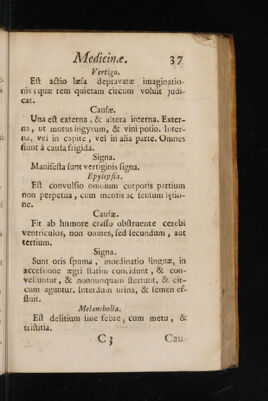 Medicinæ. 37
Vertigo.
Est actio læsa depravatæ imaginatio-
nis; quæ rem quietam circum volvit judi-
cat.
Causæ.
Una est externa, & altera interna. Exter-
na, ut motus in gyrum, & vini potio. Inter-
na, vel in capite, vel in alia parte. Omnes
sunt à causa frigida.
Signa.
Manifesta sunt vertiginis signa.
Epylepsia.
Est convulsio omnium corporis partium
non perpetua, cum mentis ac sensum læsio-
ne.
Causæ.
Fit ab humore crasso obstruente cerebi
ventriculos, non omnes, sed secundum, aut
tertium.
Signa.
Sunt oris spuma, inordinatio linguæ, in
accessione ægri statim concidunt, & con-
velluntur, & nonnunquam stertunt, & cir-
cum aguntur. Interdum urina, & semen ef-
fluit.
Melancholia.
Est delirium sine febre, cum metu, &
tristitia.
C 3 Cau-